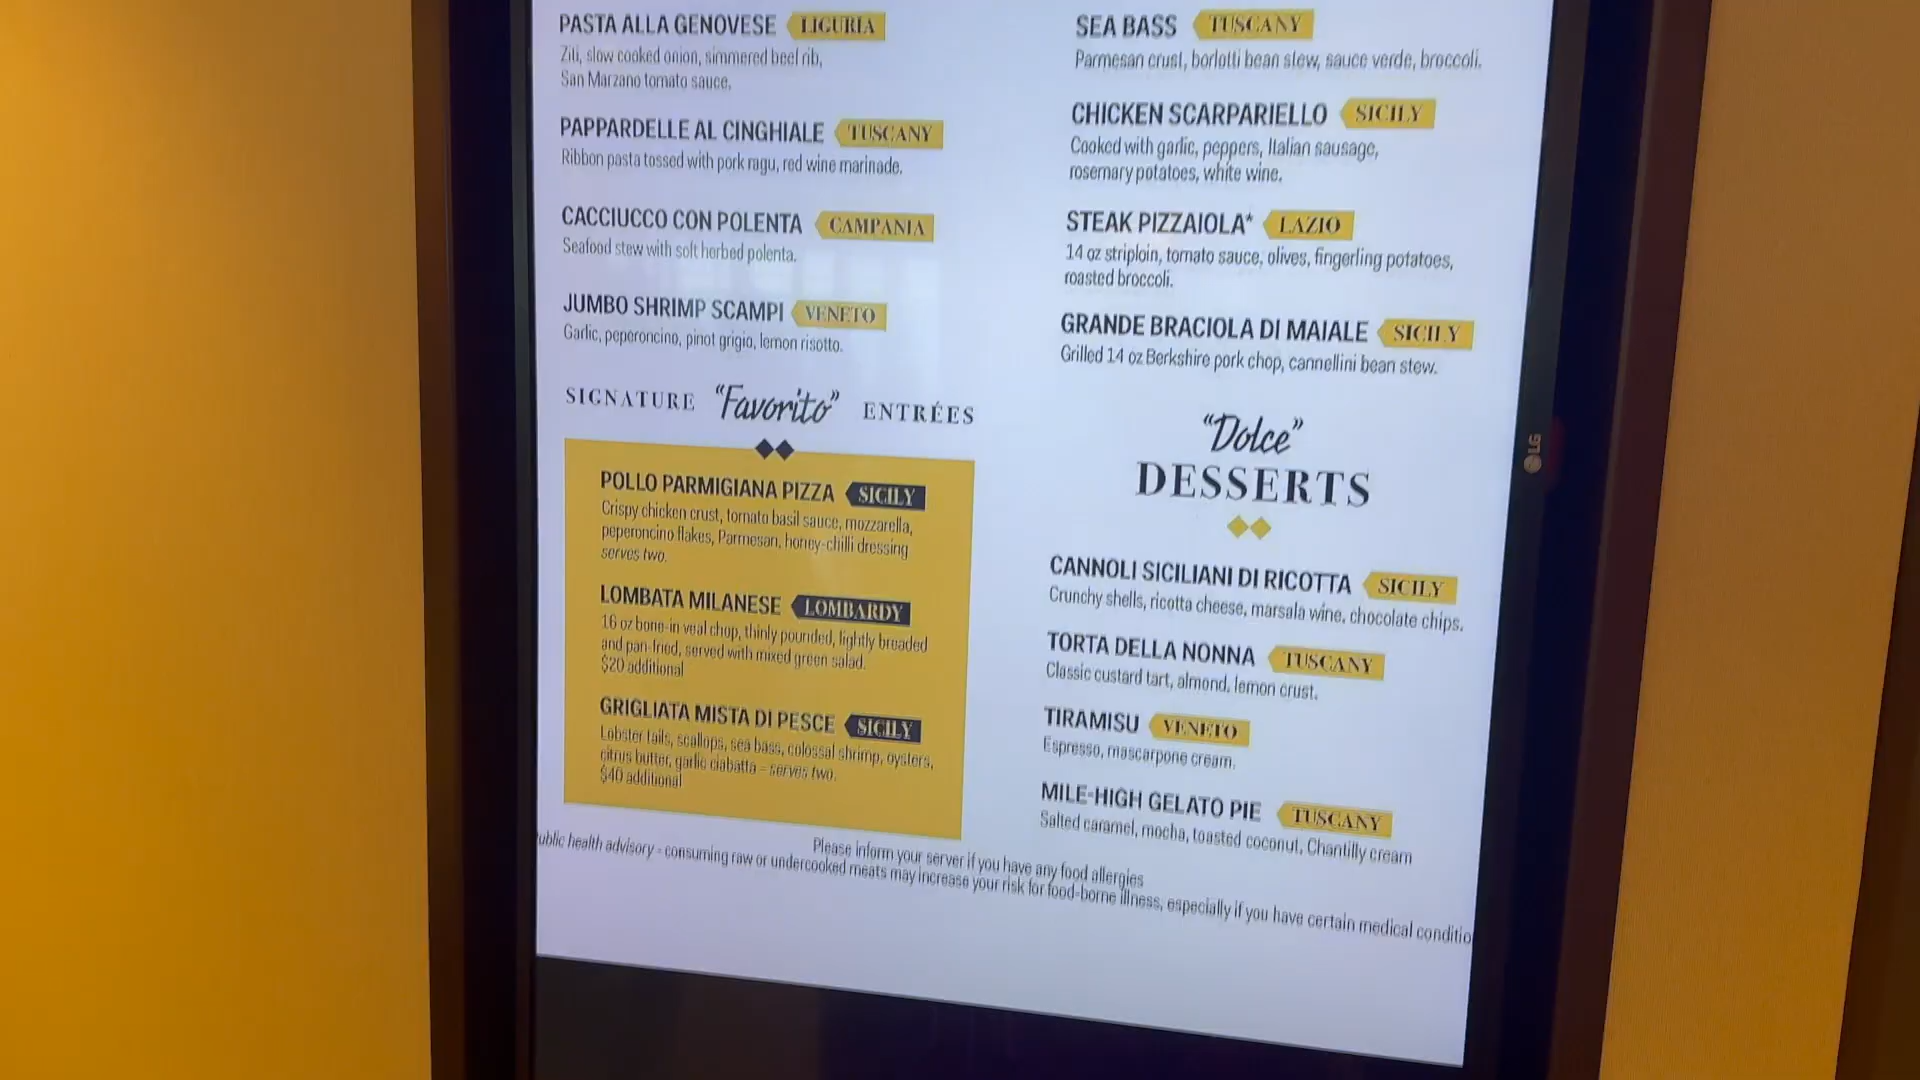 PASTA ALLA GENOVESE LIGURIA
Ziti, slow cooked onion, simmered beef rib,
San Marzano tomato sauce.
PAPPARDELLE AL CINGHIALE TUSCANY
Ribbon pasta tossed with pork ragu, red wine marinade.
CACCIUCCO CON POLENTA CAMPANIA
Seafood stew with soft herbed polenta.
JUMBO SHRIMP SCAMPI VENETO
Garlic, peperoncino, pinot grigio, lemon risotto.
SIGNATURE "Favorito" ENTRÉES
POLLO PARMIGIANA PIZZA SICILY
Crispy chicken crust, tomato basil sauce, mozzarella,
peperoncino flakes, Parmesan, honey-chilli dressing
serves two.
LOMBATA MILANESE LOMBARDY
16 oz bone-in veal chop, thinly pounded, lightly breaded
and pan-fried, served with mixed green salad.
$20 additional
GRIGLIATA MISTA DI PESCE SICILY
Lobster tails, scallops, sea bass, colossal shrimp, oysters,
citrus butter, garlic ciabatta – serves two.
$40 additional
SEA BASS TUSCANY
Parmesan crust, borlotti bean stew, sauce verde, broccoli.
CHICKEN SCARPARIELLO SICILY
Cooked with garlic, peppers, Italian sausage,
rosemary potatoes, white wine.
STEAK PIZZAIOLA* LAZIO
14 oz striploin, tomato sauce, olives, fingerling potatoes,
roasted broccoli.
GRANDE BRACIOLA DI MAIALE SICILY
Grilled 14 oz Berkshire pork chop, cannellini bean stew.
"Dolce"
DESSERTS
CANNOLI SICILIANI DI RICOTTA SICILY
Crunchy shells, ricotta cheese, marsala wine, chocolate chips.
TORTA DELLA NONNA TUSCANY
Classic custard tart, almond, lemon crust.
TIRAMISU VENETO
Espresso, mascarpone cream.
MILE-HIGH GELATO PIE TUSCANY
Salted caramel, mocha, toasted coconut, Chantilly cream
Please inform your server if you have any food allergies
ublic health advisory - consuming raw or undercooked meats may increase your risk for food-borne illness, especially if you have certain medical conditio
LG